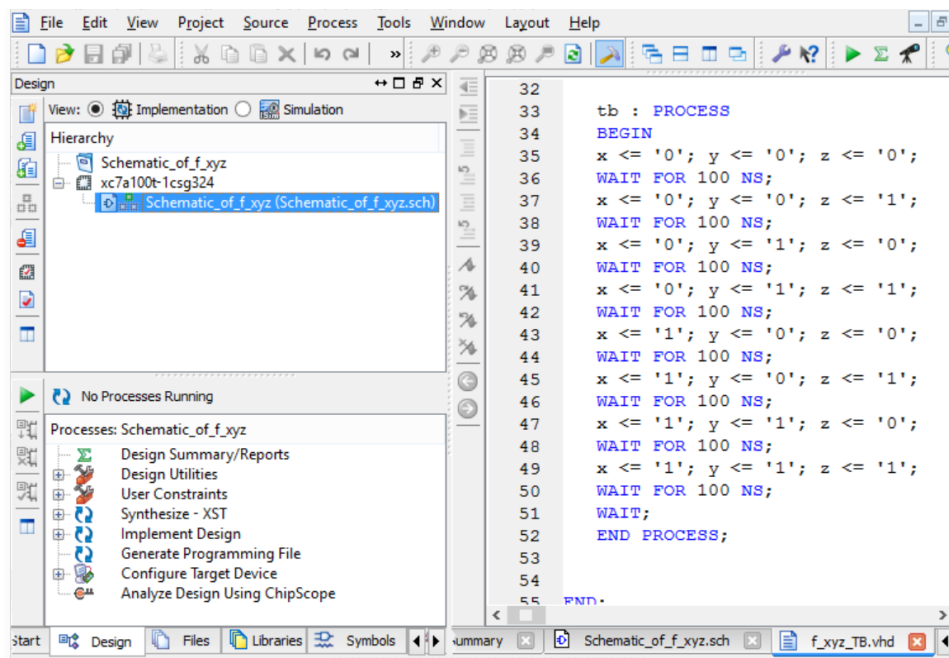 File Edit View Project Source Process Tools Window Layout Help
»
Design
View: Implementation Simulation
Hierarchy
Schematic_of_f_xyz
xc7a100t-1csg324
Schematic_of_f_xyz (Schematic_of_f_xyz.sch)
No Processes Running
Processes: Schematic_of_f_xyz
Design Summary/Reports
Design Utilities
User Constraints
Synthesize - XST
Implement Design
Generate Programming File
Configure Target Device
Analyze Design Using ChipScope
Start Design Files Libraries Symbols
32
33 tb : PROCESS
34 BEGIN
35 x <= '0'; y <= '0'; z <= '0';
36 WAIT FOR 100 NS;
37 x <= '0'; y <= '0'; z <= '1';
38 WAIT FOR 100 NS;
39 x <= '0'; y <= '1'; z <= '0';
40 WAIT FOR 100 NS;
41 x <= '0'; y <= '1'; z <= '1';
42 WAIT FOR 100 NS;
43 x <= '1'; y <= '0'; z <= '0';
44 WAIT FOR 100 NS;
45 x <= '1'; y <= '0'; z <= '1';
46 WAIT FOR 100 NS;
47 x <= '1'; y <= '1'; z <= '0';
48 WAIT FOR 100 NS;
49 x <= '1'; y <= '1'; z <= '1';
50 WAIT FOR 100 NS;
51 WAIT;
52 END PROCESS;
53
54
55 END;
ummary Schematic_of_f_xyz.sch f_xyz_TB.vhd